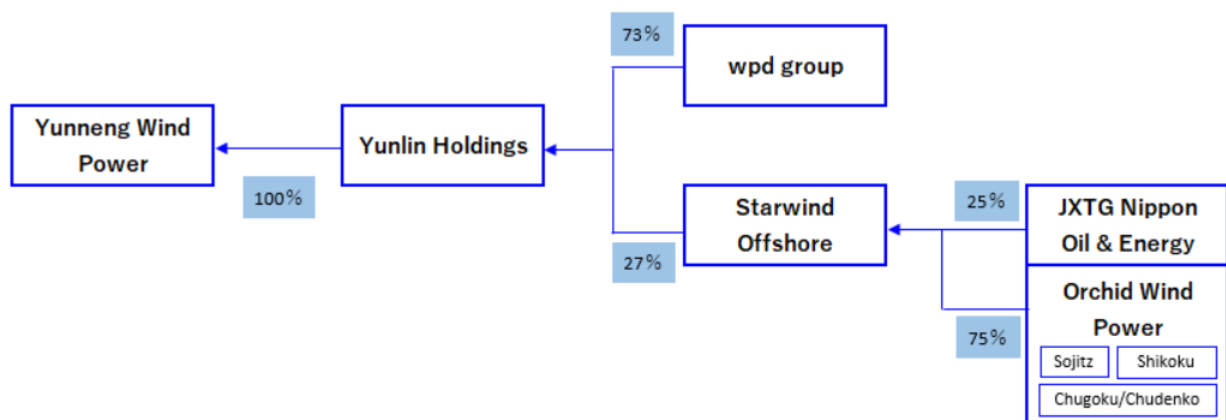 73%
wpd group
Yunneng Wind
Power
Yunlin Holdings
100%
Starwind
Offshore
27%
25%
JXTG Nippon
Oil & Energy
Orchid Wind
Power
75%
Sojitz
Shikoku
Chugoku/Chudenko